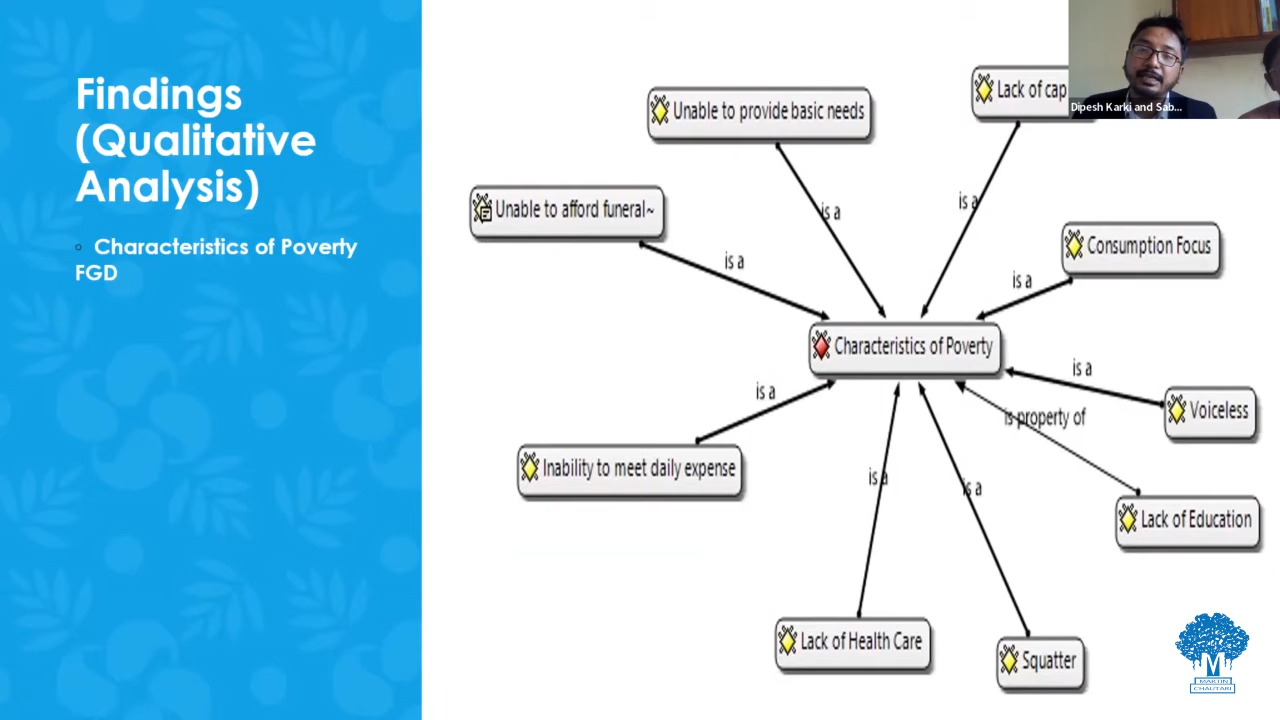 Findings
(Qualitative
Analysis)
Characteristics of Poverty
FGD
Lack of cap
Dipesh Karki and Sab...
Unable to provide basic needs
Unable to afford funeral~
is a
is a
is a
Consumption Focus
is a
Characteristics of Poverty
is a
is a
Voiceless
is property of
Inability to meet daily expense
is a
is a
Lack of Education
Lack of Health Care
Squatter
M
MARTIN
CHAUTARI